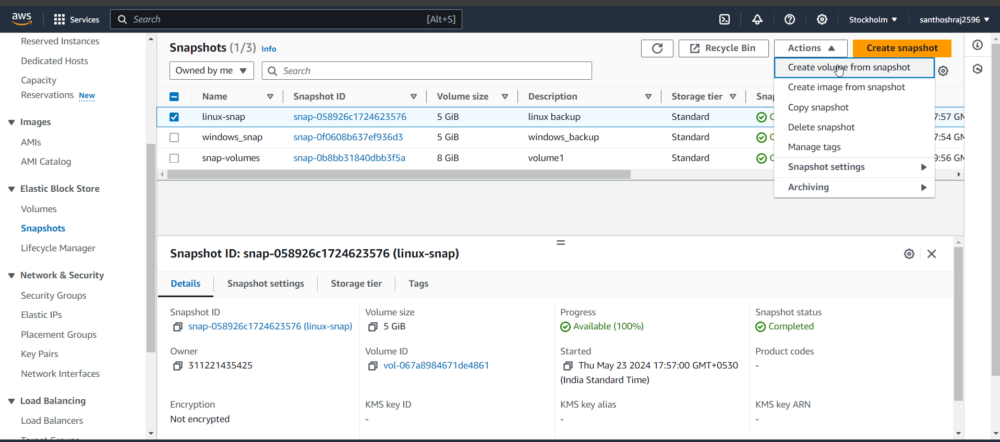 aws
Services
Search
[Alt+S]
Stockholm
santhoshraj2596
Reserved Instances
Dedicated Hosts
Capacity
Reservations New
Images
AMIs
AMI Catalog
Elastic Block Store
Volumes
Snapshots
Lifecycle Manager
Network & Security
Security Groups
Elastic IPs
Placement Groups
Key Pairs
Network Interfaces
Load Balancing
Load Balancers
Target Groups
Snapshots (1/3) Info
Recycle Bin
Actions
Create snapshot
Owned by me
Search
Create volume from snapshot
Create image from snapshot
Copy snapshot
Delete snapshot
Manage tags
Snapshot settings
Archiving
Name Snapshot ID Volume size Description Storage tier Snap
linux-snap snap-058926c1724623576 5 GiB linux backup Standard 7:57 GM
windows_snap snap-0f0608b637ef936d3 5 GiB windows_backup Standard 7:54 GM
snap-volumes snap-0b8bb31840dbb3f5a 8 GiB volume1 Standard 9:56 GM
Snapshot ID: snap-058926c1724623576 (linux-snap)
Details Snapshot settings Storage tier Tags
Snapshot ID
snap-058926c1724623576 (linux-snap)
Volume size
5 GiB
Progress
Available (100%)
Snapshot status
Completed
Owner
311221435425
Volume ID
vol-067a8984671de4861
Started
Thu May 23 2024 17:57:00 GMT+0530
(India Standard Time)
Product codes
-
Encryption
Not encrypted
KMS key ID
-
KMS key alias
-
KMS key ARN
-